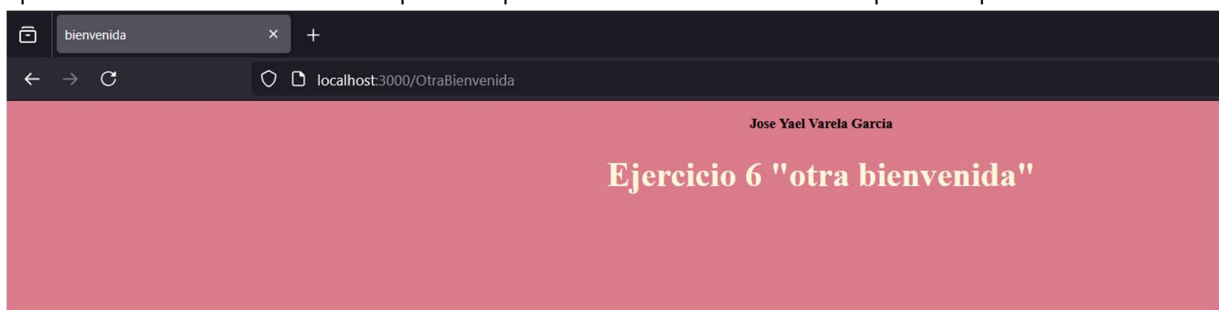 bienvenida
localhost:3000/OtraBienvenida
Jose Yael Varela Garcia
Ejercicio 6 "otra bienvenida"